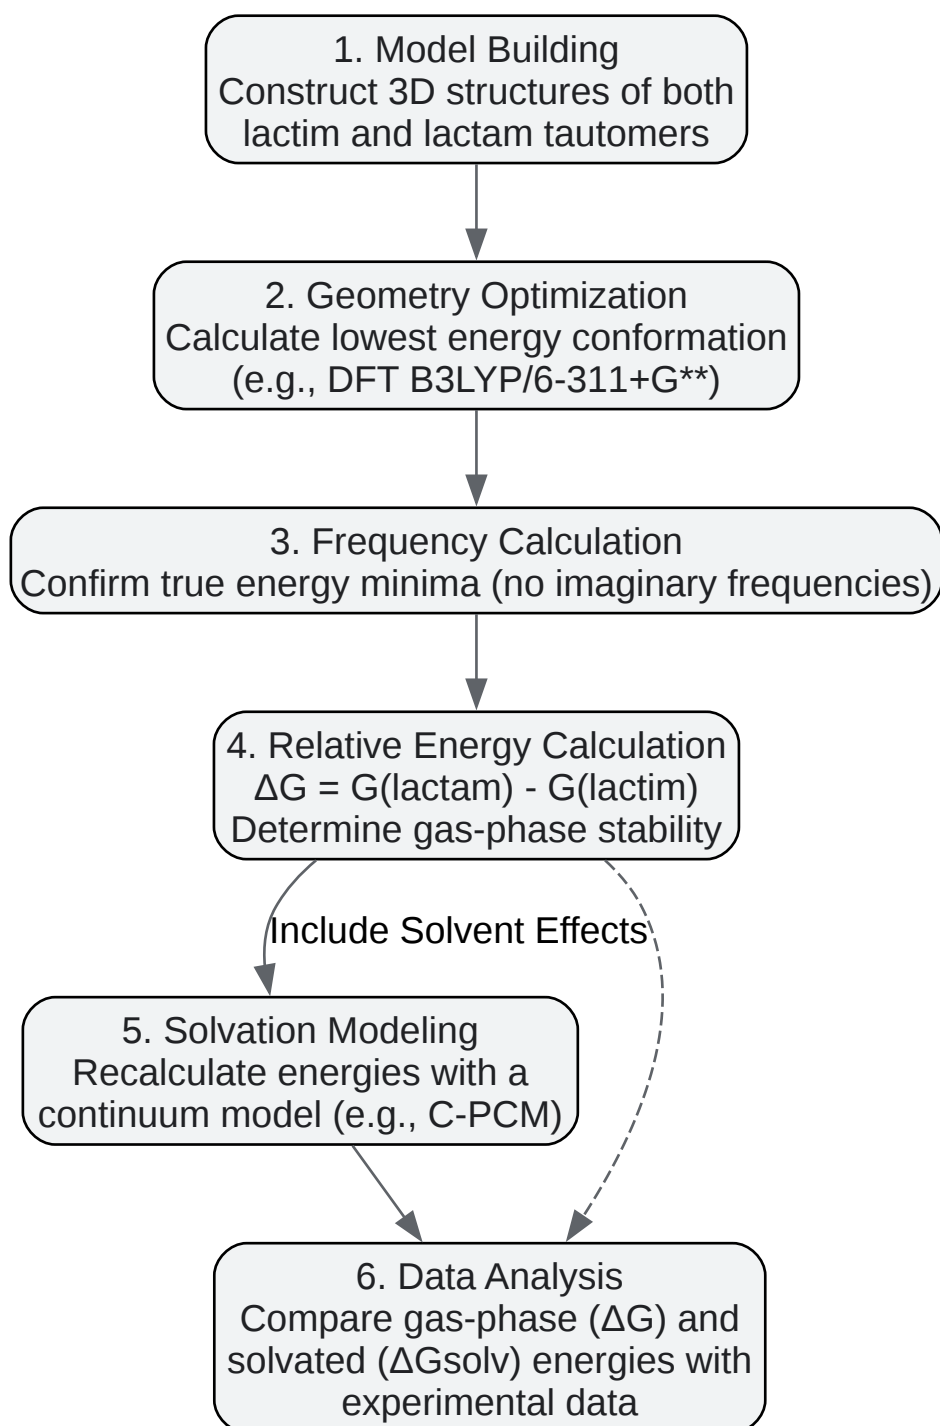 1. Model Building
Construct 3D structures of both
lactim and lactam tautomers
2. Geometry Optimization
Calculate lowest energy conformation
(e.g., DFT B3LYP/6-311+G**)
3. Frequency Calculation
Confirm true energy minima (no imaginary frequencies)
4. Relative Energy Calculation
ΔG = G(lactam) - G(lactim)
Determine gas-phase stability
Include Solvent Effects
5. Solvation Modeling
Recalculate energies with a
continuum model (e.g., C-PCM)
6. Data Analysis
Compare gas-phase (ΔG) and
solvated (ΔGsolv) energies with
experimental data